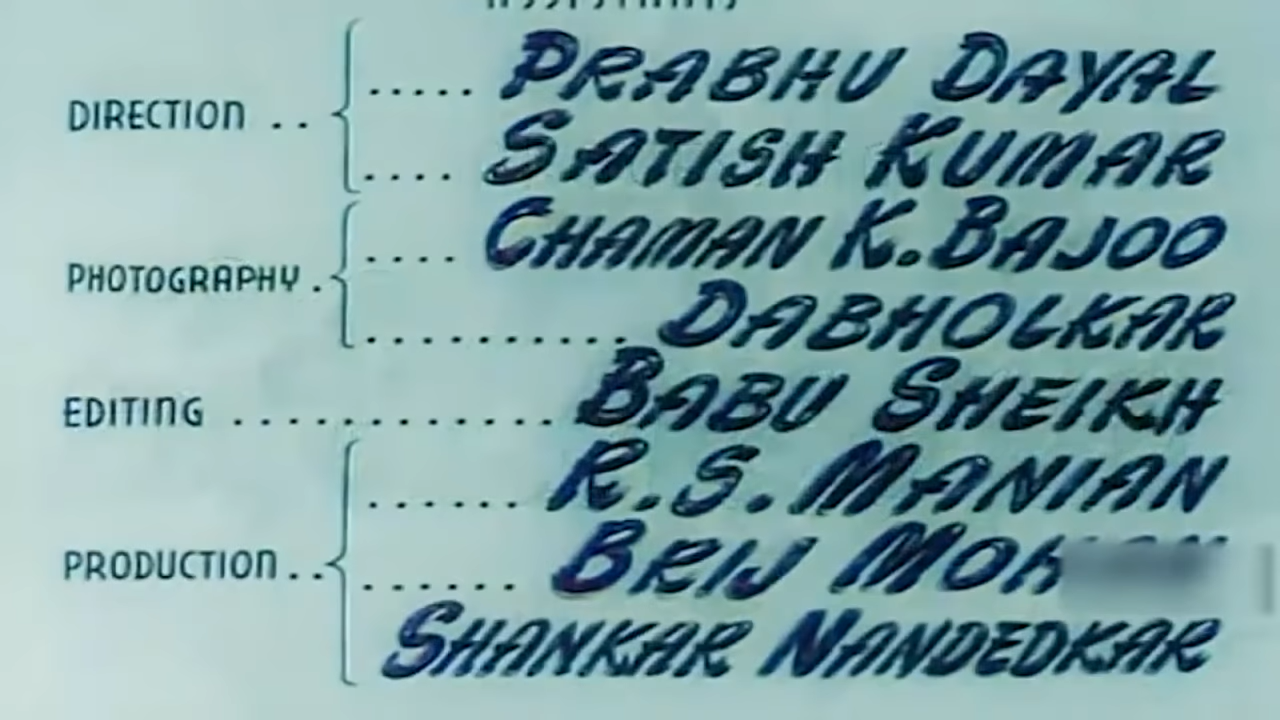 DIRECTION .. ..... PRABHU DAYAL
.... SATISH KUMAR
PHOTOGRAPHY . .... CHAMAN K. BAJOO
.......... DABHOLKAR
EDITING ............ BABU SHEIKH
PRODUCTION .. ...... R. S. MANIAN
...... BRIJ
SHANKAR NANDEDKAR